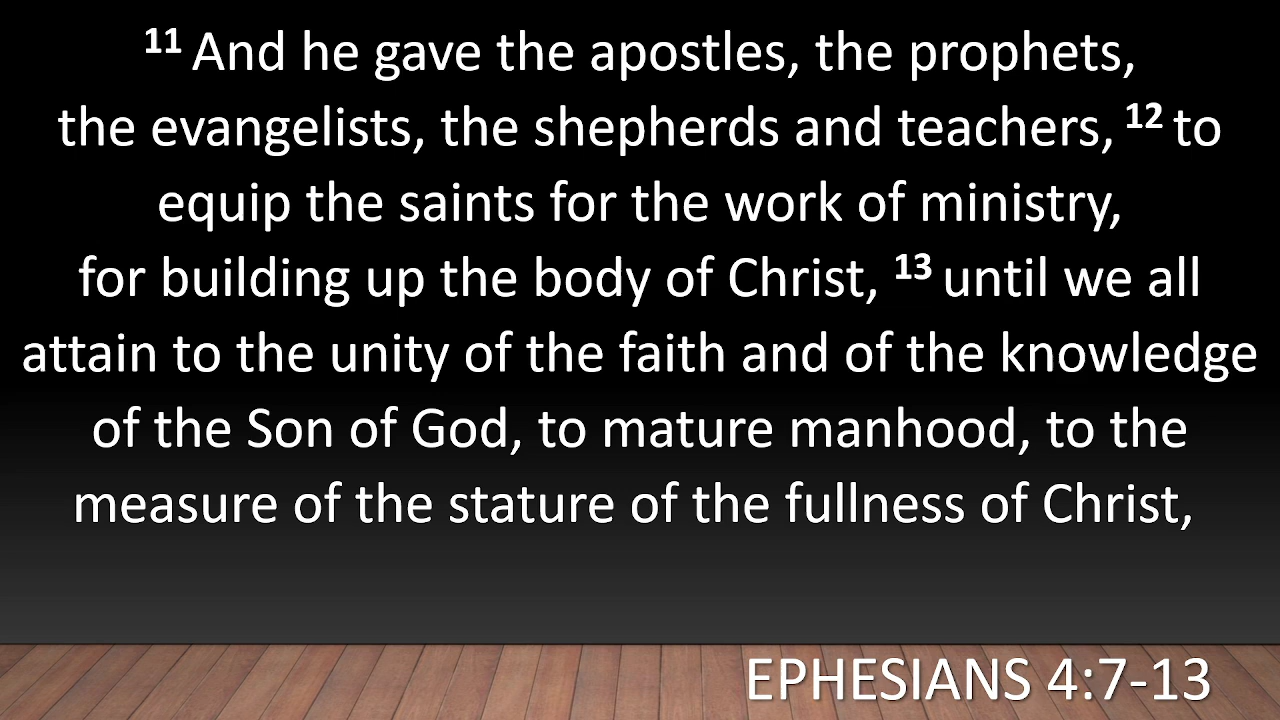 11 And he gave the apostles, the prophets,
the evangelists, the shepherds and teachers, 12 to
equip the saints for the work of ministry,
for building up the body of Christ, 13 until we all
attain to the unity of the faith and of the knowledge
of the Son of God, to mature manhood, to the
measure of the stature of the fullness of Christ,
EPHESIANS 4:7-13